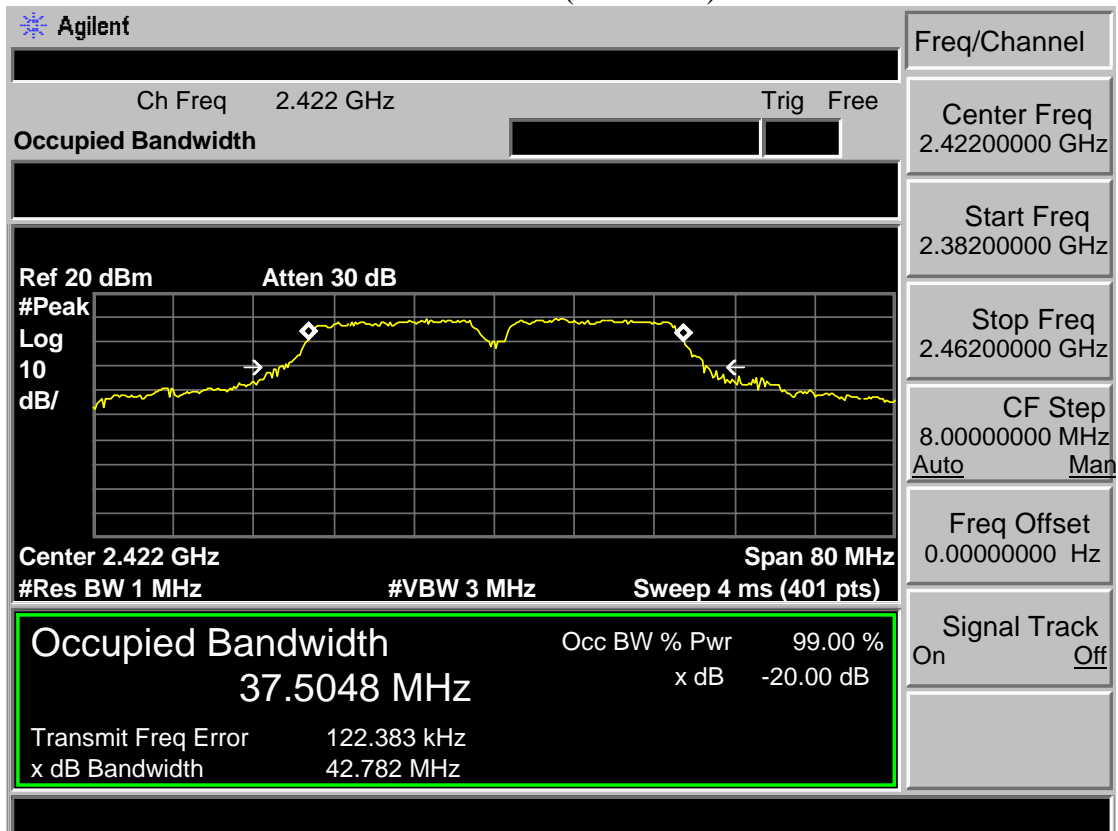 Agilent
Freq/Channel
Ch Freq 2.422 GHz Trig Free
Occupied Bandwidth
Center Freq
2.42200000 GHz
Start Freq
2.38200000 GHz
Stop Freq
2.46200000 GHz
CF Step
8.00000000 MHz
Auto Man
Freq Offset
0.00000000 Hz
Signal Track
On Off
Ref 20 dBm Atten 30 dB
#Peak
Log
10
dB/
Center 2.422 GHz Span 80 MHz
#Res BW 1 MHz #VBW 3 MHz Sweep 4 ms (401 pts)
Occupied Bandwidth
37.5048 MHz
Occ BW % Pwr 99.00 %
x dB -20.00 dB
Transmit Freq Error 122.383 kHz
x dB Bandwidth 42.782 MHz